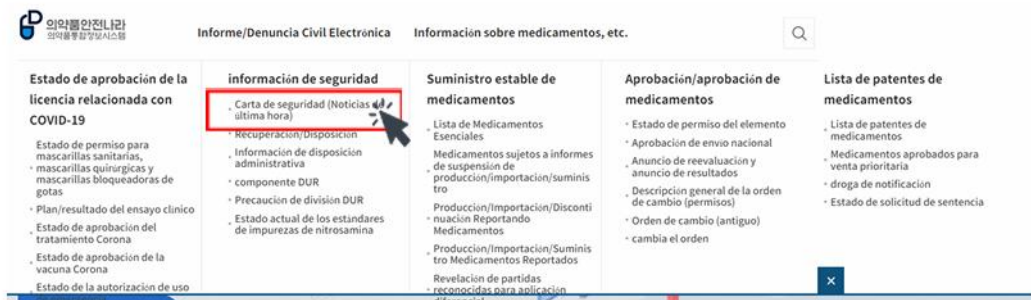 의약품안전나라
의약품통합정보시스템
Informe/Denuncia Civil Electrónica
Información sobre medicamentos, etc.
Estado de aprobación de la
licencia relacionada con
COVID-19
Estado de permiso para
mascarillas sanitarias,
mascarillas quirúrgicas y
mascarillas bloqueadoras de
gotas
Plan/resultado del ensayo clínico
Estado de aprobación del
tratamiento Corona
Estado de aprobación de la
vacuna Corona
Estado de la autorización de uso
información de seguridad
Carta de seguridad (Noticias de
última hora)
Recuperación/Disposición
Información de disposición
administrativa
componente DUR
Precaución de división DUR
Estado actual de los estándares
de impurezas de nitrosamina
Suministro estable de
medicamentos
Lista de Medicamentos
Esenciales
Medicamentos sujetos a informes
de suspensión de
producción/importación/suminis
tro
Producción/Importación/Disconti
nuación Reportando
Medicamentos
Producción/Importación/Suminis
tro Medicamentos Reportados
Revelación de partidas
reconocidas para aplicación
diferencial
Aprobación/aprobación de
medicamentos
Estado de permiso del elemento
Aprobación de envío nacional
Anuncio de reevaluación y
anuncio de resultados
Descripción general de la orden
de cambio (permisos)
Orden de cambio (antiguo)
cambia el orden
Lista de patentes de
medicamentos
Lista de patentes de
medicamentos
Medicamentos aprobados para
venta prioritaria
droga de notificación
Estado de solicitud de sentencia